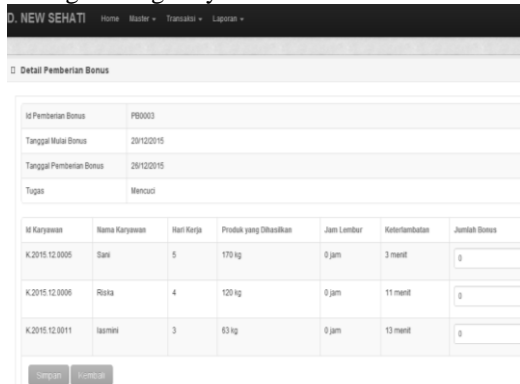 D. NEW SEHATI Home Master Transaksi Laporan
Detail Pemberian Bonus
Id Pemberian Bonus PB0003
Tanggal Mulai Bonus 20/12/2015
Tanggal Pemberian Bonus 26/12/2015
Tugas Mencuci
Id Karyawan Nama Karyawan Hari Kerja Produk yang Dihasilkan Jam Lembur Keterlambatan Jumlah Bonus
K.2015.12.0005 Sani 5 170 kg 0 jam 3 menit 0
K.2015.12.0006 Riska 4 120 kg 0 jam 11 menit 0
K.2015.12.0011 Iasmini 3 63 kg 0 jam 13 menit 0
Simpan Kembali